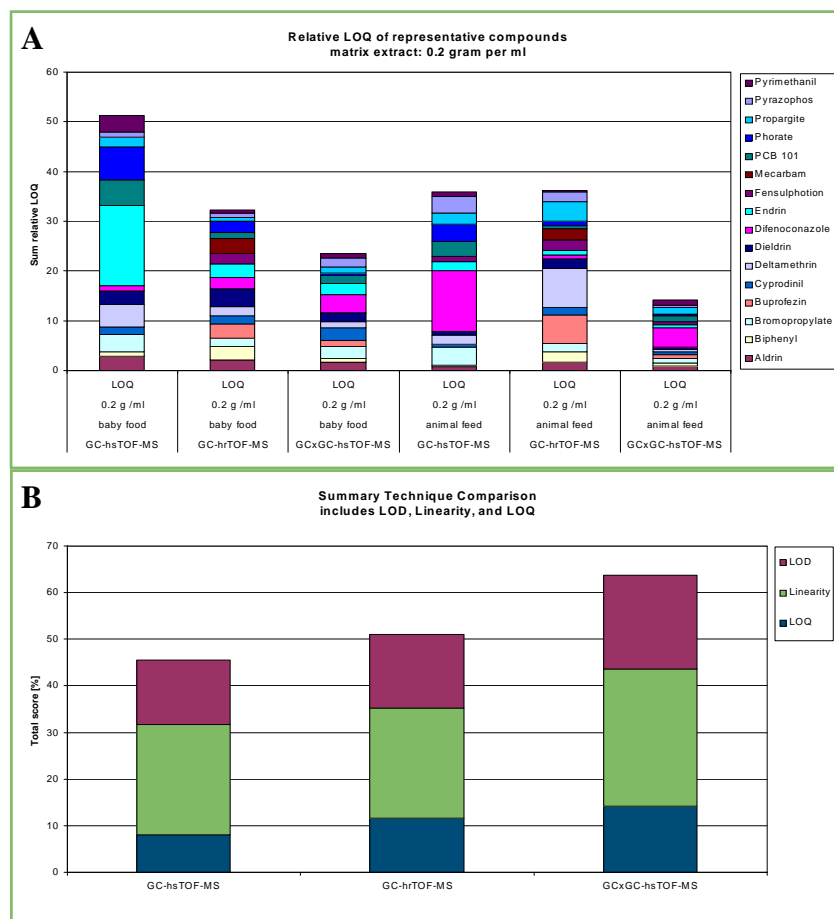 A
Relative LOQ of representative compounds
matrix extract: 0.2 gram per ml
Sum relative LOQ
60
50
40
30
20
10
0
LOQ LOQ LOQ LOQ LOQ LOQ
0.2 g /ml 0.2 g /ml 0.2 g /ml 0.2 g /ml 0.2 g /ml 0.2 g /ml
baby food baby food baby food animal feed animal feed animal feed
GC-hsTOF-MS GC-hrTOF-MS GCxGC-hsTOF-MS GC-hsTOF-MS GC-hrTOF-MS GCxGC-hsTOF-MS
Pyrimethanil
Pyrazophos
Propargite
Phorate
PCB 101
Mecarbam
Fensulphotion
Endrin
Difenoconazole
Dieldrin
Deltamethrin
Cyprodinil
Buprofezin
Bromopropylate
Biphenyl
Aldrin
B
Summary Technique Comparison
includes LOD, Linearity, and LOQ
Total score [%]
70
60
50
40
30
20
10
0
GC-hsTOF-MS GC-hrTOF-MS GCxGC-hsTOF-MS
LOD
Linearity
LOQ